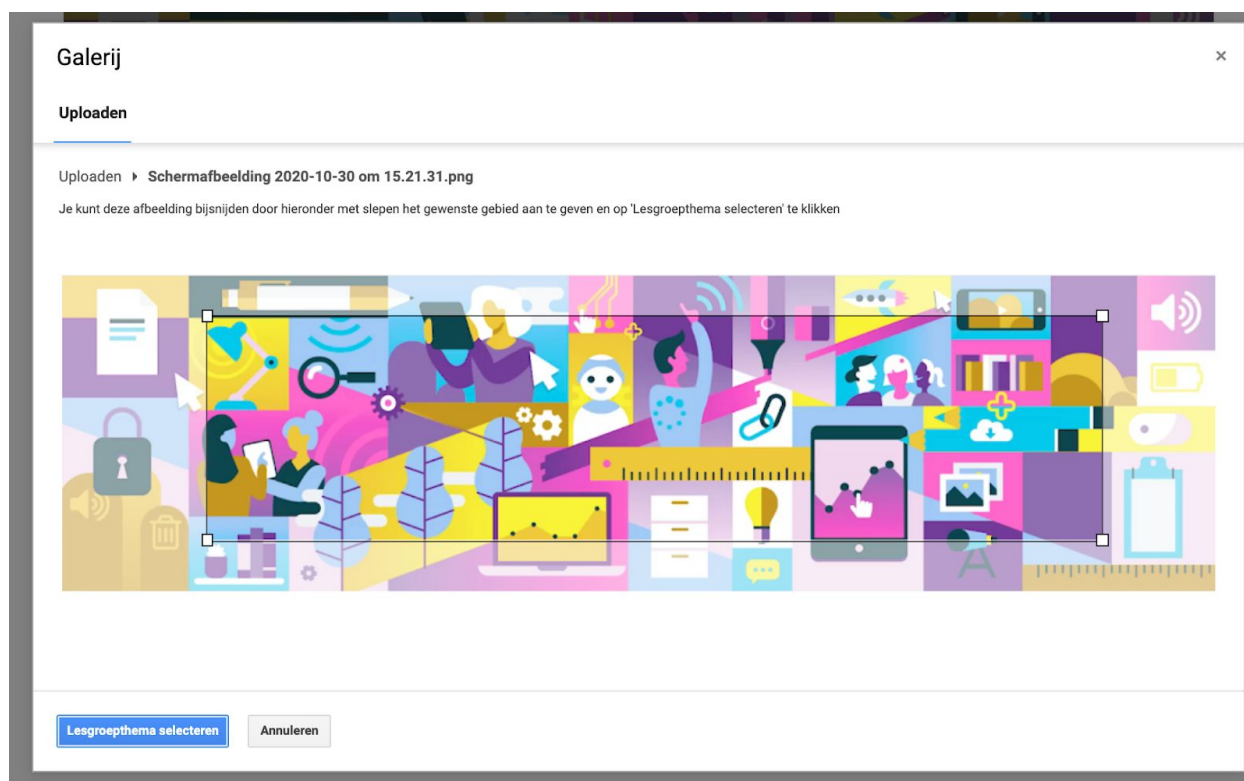 Galerij
×
Uploaden
Uploaden ▸ Schermafbeelding 2020-10-30 om 15.21.31.png
Je kunt deze afbeelding bijsnijden door hieronder met slepen het gewenste gebied aan te geven en op 'Lesgroepthema selecteren' te klikken
Lesgroepthema selecteren Annuleren